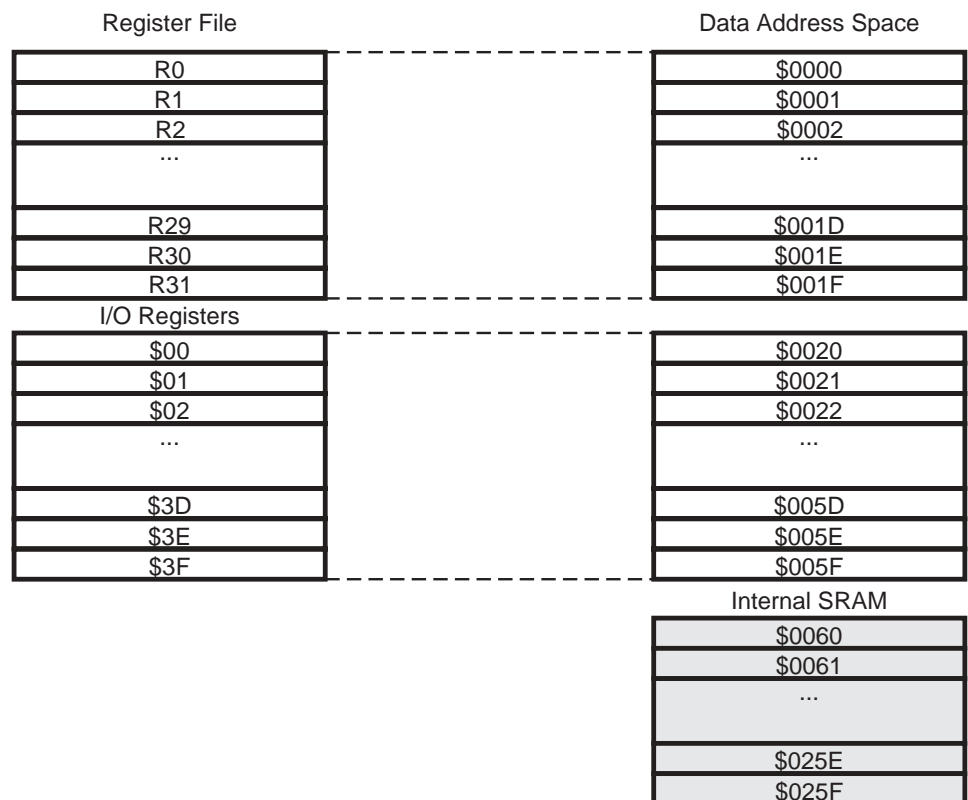 Register File Data Address Space
R0 $0000
R1 $0001
R2 $0002
... ...
R29 $001D
R30 $001E
R31 $001F
I/O Registers
$00 $0020
$01 $0021
$02 $0022
... ...
$3D $005D
$3E $005E
$3F $005F
Internal SRAM
$0060
$0061
...
$025E
$025F